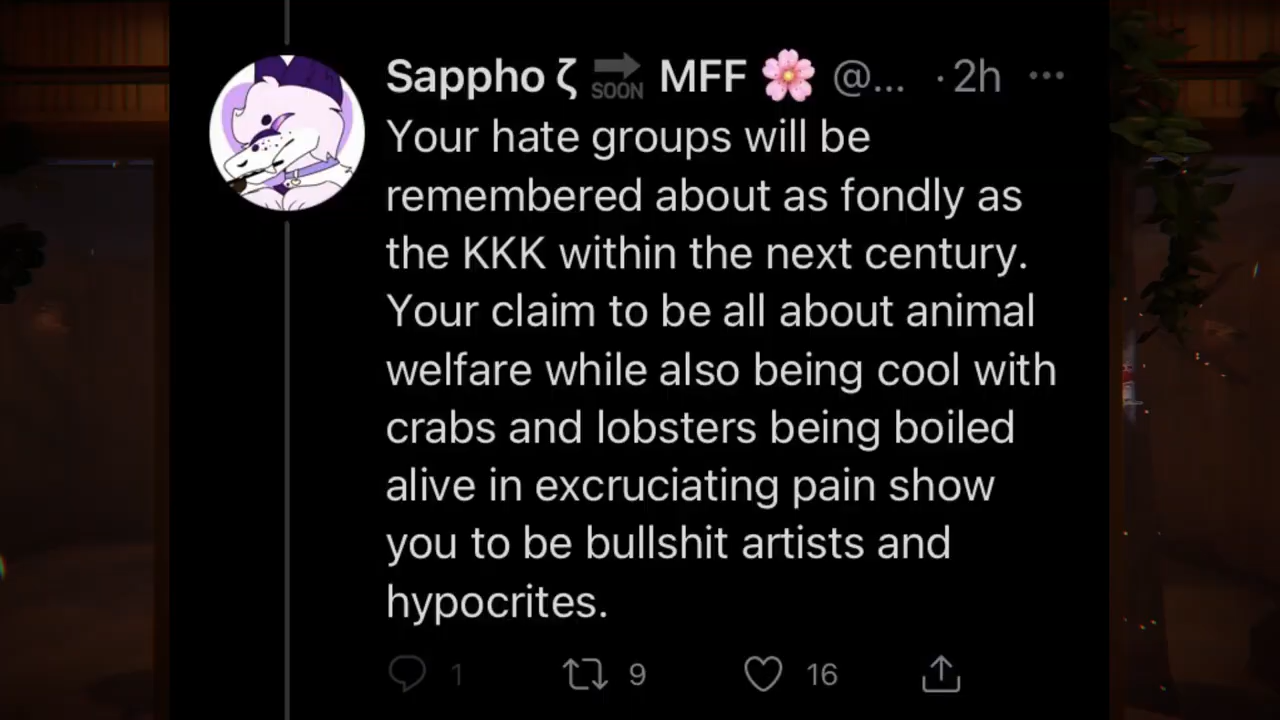 Sappho ζ 🔜 MFF 🌸 @... · 2h ...
Your hate groups will be
remembered about as fondly as
the KKK within the next century.
Your claim to be all about animal
welfare while also being cool with
crabs and lobsters being boiled
alive in excruciating pain show
you to be bullshit artists and
hypocrites.
1 9 16